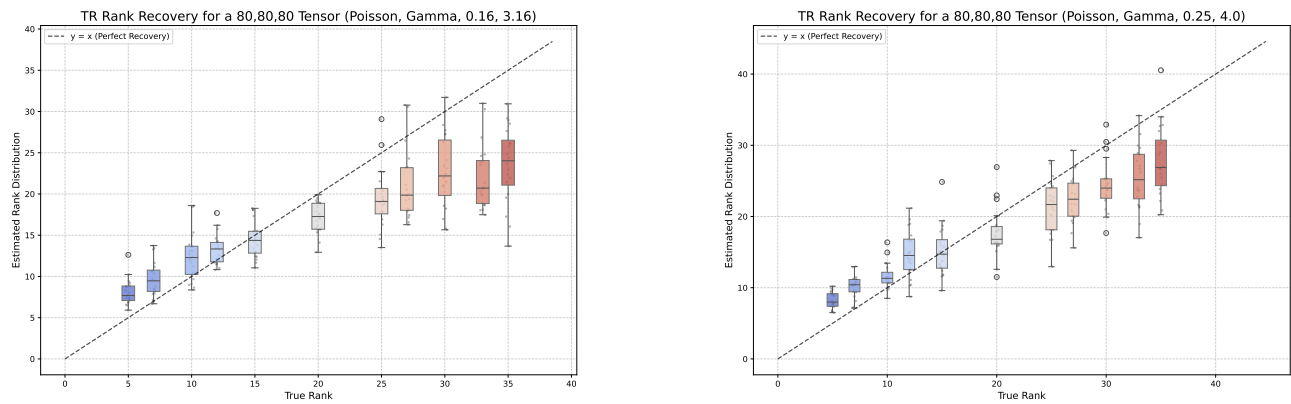 TR Rank Recovery for a 80,80,80 Tensor (Poisson, Gamma, 0.16, 3.16)
y = x (Perfect Recovery)
Estimated Rank Distribution
40
35
30
25
20
15
10
5
0
0 5 10 15 20 25 30 35 40
True Rank
TR Rank Recovery for a 80,80,80 Tensor (Poisson, Gamma, 0.25, 4.0)
y = x (Perfect Recovery)
Estimated Rank Distribution
40
30
20
10
0
0 10 20 30 40
True Rank